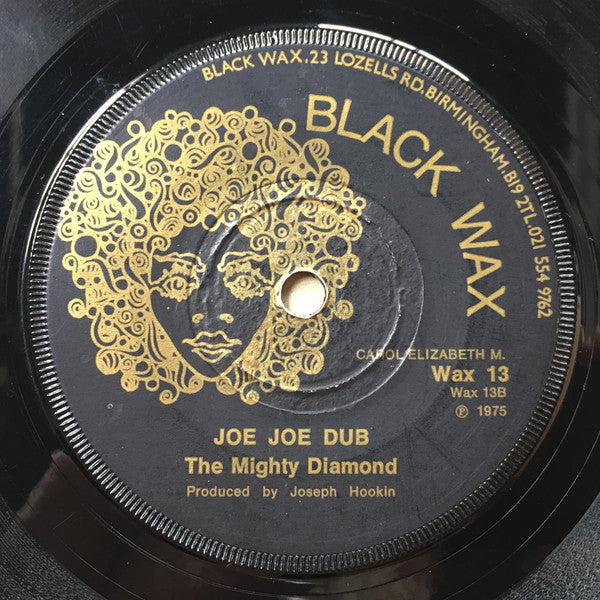 BLACK WAX.23 LOZELLS RD.BIRMINGHAM.B19 2TL.021 554 9762
BLACK WAX
CAROL ELIZABETH M.
Wax 13
Wax 13B
℗ 1975
JOE JOE DUB
The Mighty Diamond
Produced by Joseph Hookin